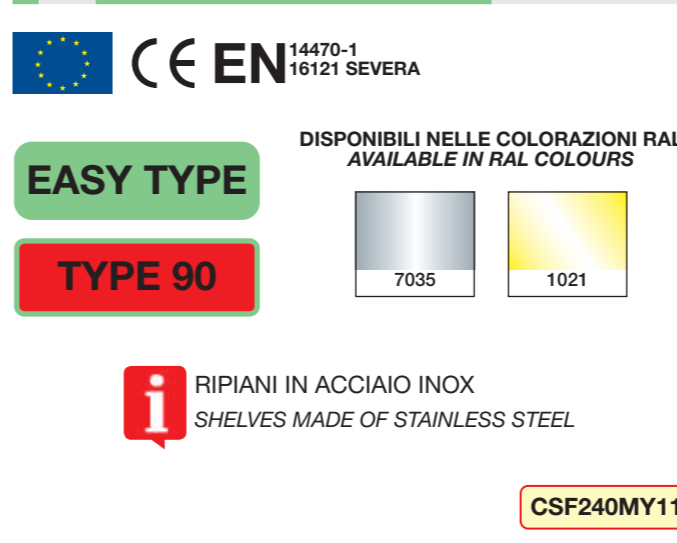 CE EN 14470-1
16121 SEVERA
DISPONIBILI NELLE COLORAZIONI RAL
AVAILABLE IN RAL COLOURS
EASY TYPE
TYPE 90
7035
1021
i
RIPIANI IN ACCIAIO INOX
SHELVES MADE OF STAINLESS STEEL
CSF240MY11